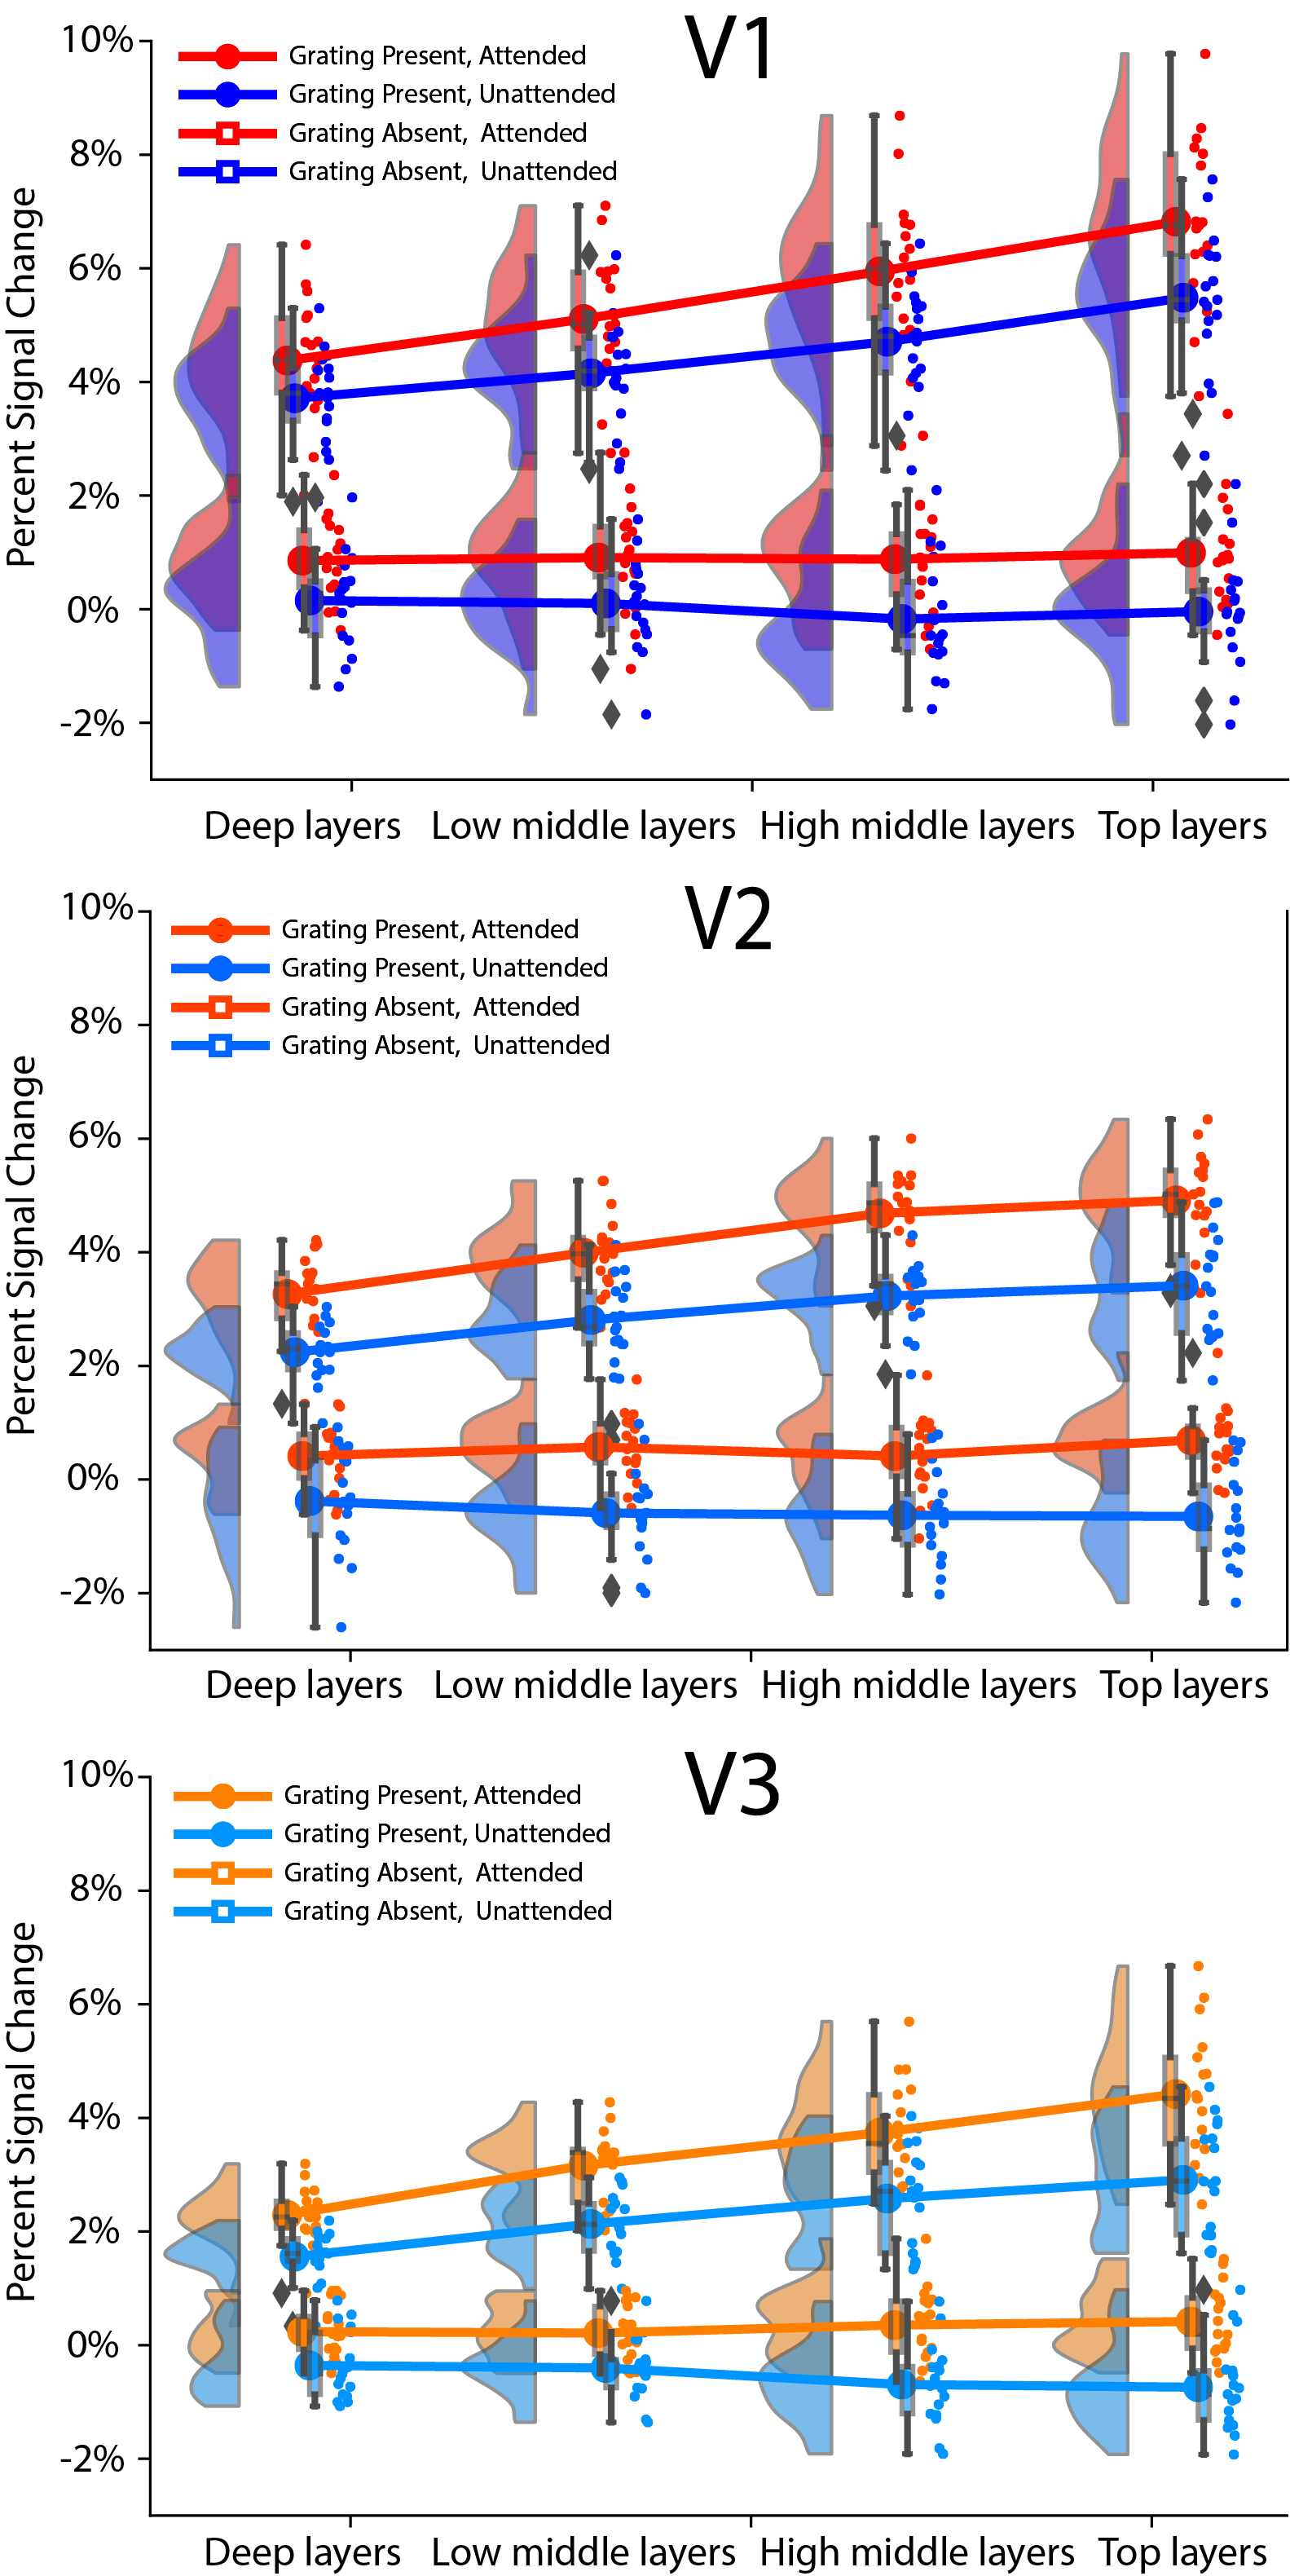 V1
10%
8%
6%
4%
2%
0%
-2%
Percent Signal Change
Grating Present, Attended
Grating Present, Unattended
Grating Absent, Attended
Grating Absent, Unattended
Deep layers Low middle layers High middle layers Top layers
V2
10%
8%
6%
4%
2%
0%
-2%
Percent Signal Change
Grating Present, Attended
Grating Present, Unattended
Grating Absent, Attended
Grating Absent, Unattended
Deep layers Low middle layers High middle layers Top layers
V3
10%
8%
6%
4%
2%
0%
-2%
Percent Signal Change
Grating Present, Attended
Grating Present, Unattended
Grating Absent, Attended
Grating Absent, Unattended
Deep layers Low middle layers High middle layers Top layers